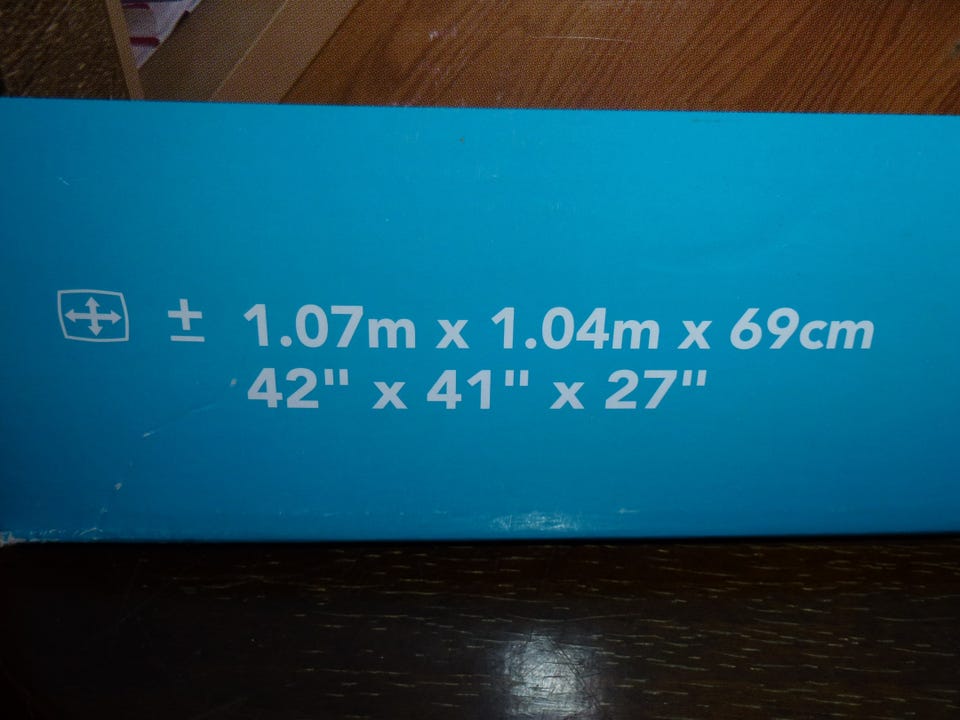 ± 1.07m x 1.04m x 69cm
42" x 41" x 27"